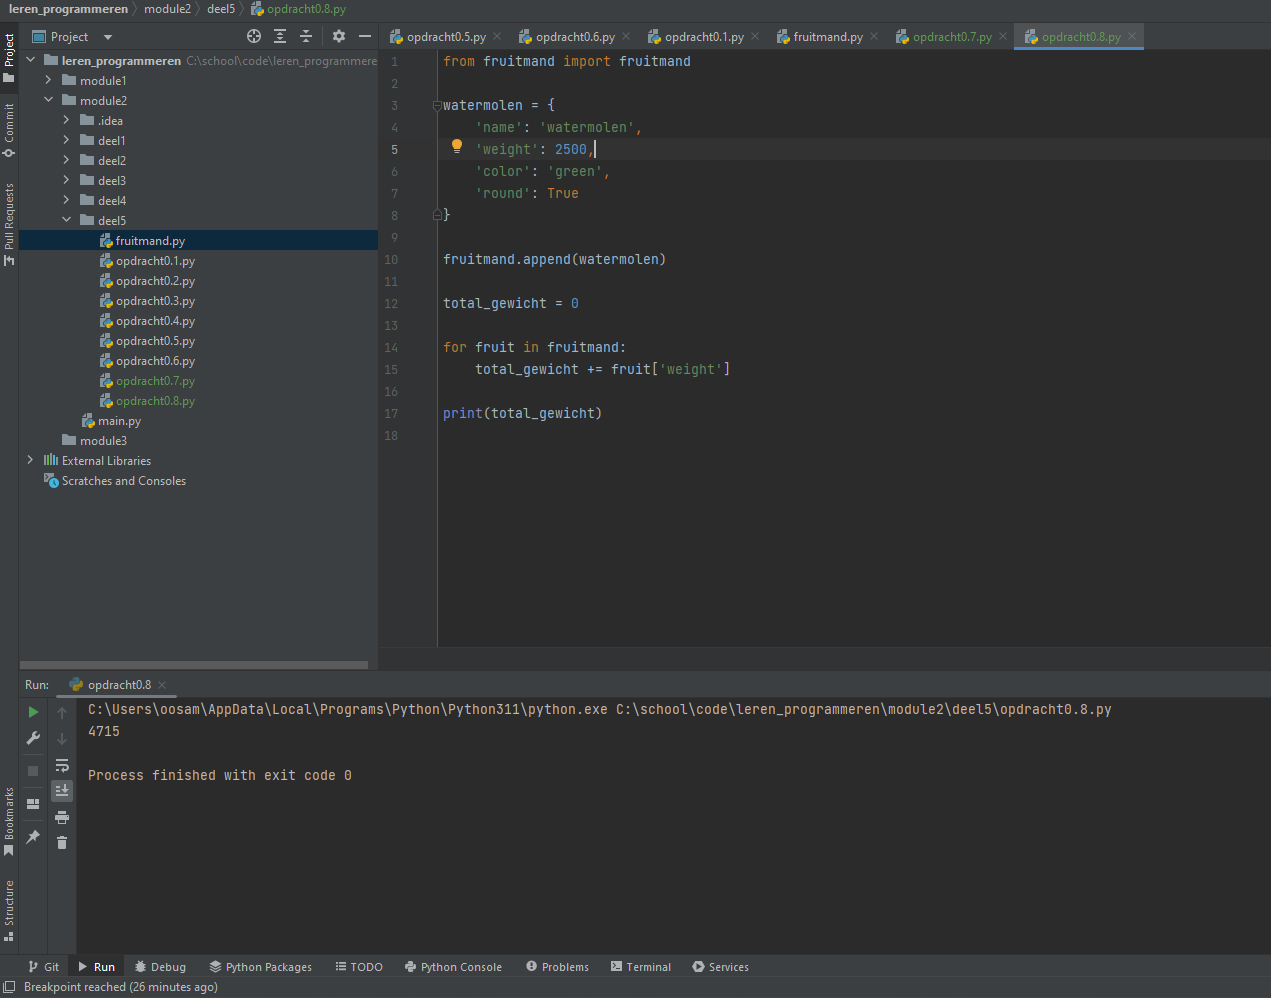 leren_programmeren module2 deel5 opdracht0.8.py
Project
opdracht0.5.py opdracht0.6.py opdracht0.1.py fruitmand.py opdracht0.7.py opdracht0.8.py
Project
Commit
Pull Requests
leren_programmeren C:\school\code\leren_programmere
module1
module2
.idea
deel1
deel2
deel3
deel4
deel5
fruitmand.py
opdracht0.1.py
opdracht0.2.py
opdracht0.3.py
opdracht0.4.py
opdracht0.5.py
opdracht0.6.py
opdracht0.7.py
opdracht0.8.py
main.py
module3
External Libraries
Scratches and Consoles
1 from fruitmand import fruitmand
2
3 watermolen = {
4 'name': 'watermolen',
5 'weight': 2500,
6 'color': 'green',
7 'round': True
8 }
9
10 fruitmand.append(watermolen)
11
12 total_gewicht = 0
13
14 for fruit in fruitmand:
15 total_gewicht += fruit['weight']
16
17 print(total_gewicht)
18
Run: opdracht0.8
C:\Users\oosam\AppData\Local\Programs\Python\Python311\python.exe C:\school\code\leren_programmeren\module2\deel5\opdracht0.8.py
4715
Process finished with exit code 0
Bookmarks
Structure
Git Run Debug Python Packages TODO Python Console Problems Terminal Services
Breakpoint reached (26 minutes ago)